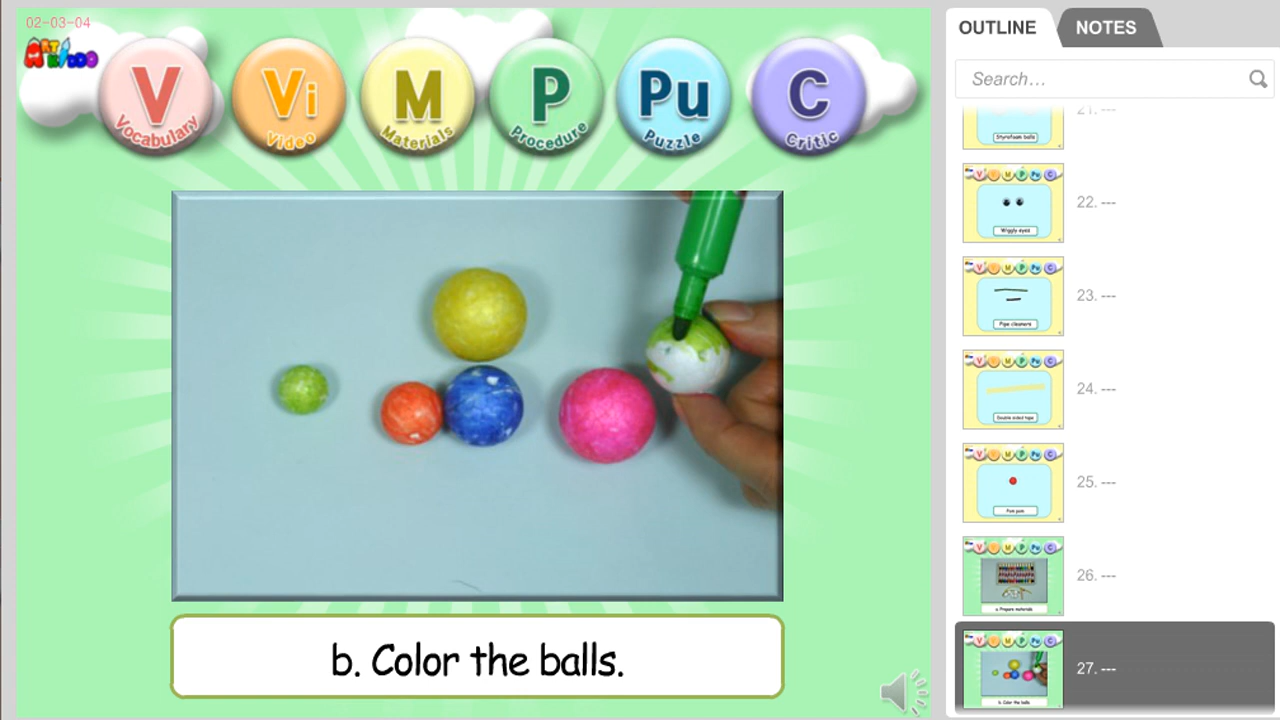 02-03-04
ART KIDOO
V
Vocabulary
Vi
Video
M
Materials
P
Procedure
Pu
Puzzle
C
Critic
b. Color the balls.
OUTLINE
NOTES
Search...
21. ---
Styrofoam balls
22. ---
Wiggly eyes
23. ---
Pipe cleaners
24. ---
Double sided tape
25. ---
Pom pom
26. ---
a. Prepare materials
27. ---
b. Color the balls